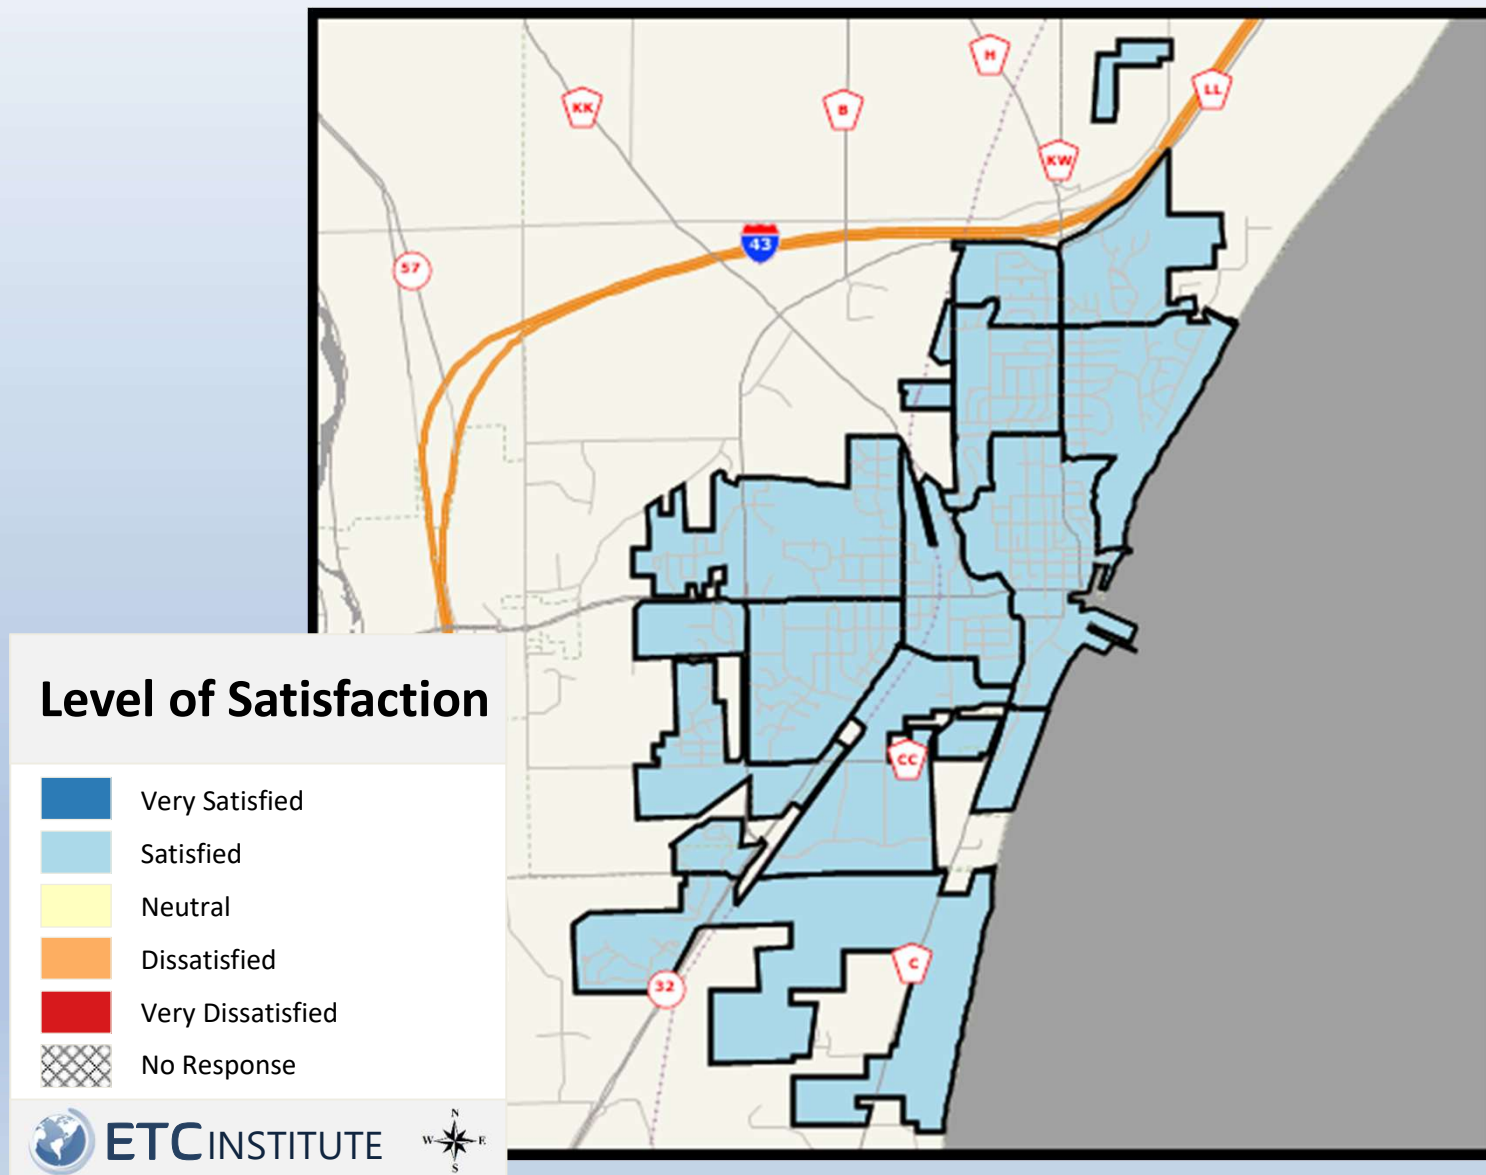 H
LL
KK
B
KW
43
57
CC
C
32
Level of Satisfaction
Very Satisfied
Satisfied
Neutral
Dissatisfied
Very Dissatisfied
No Response
ETC INSTITUTE
N
W E
S